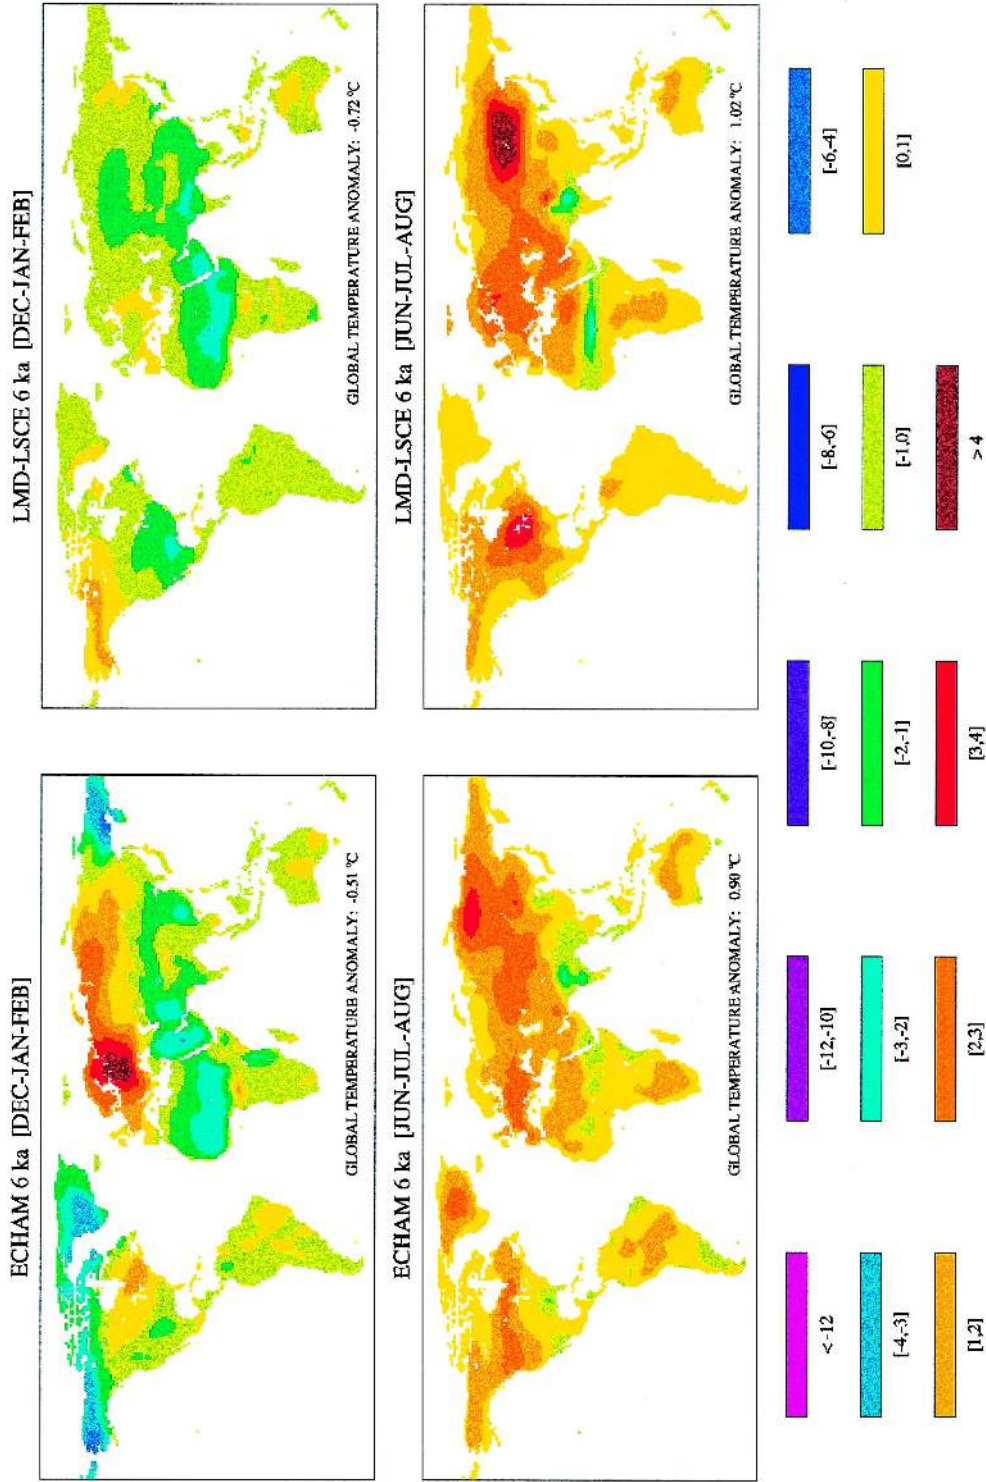 ECHAM 6 ka [DEC-JAN-FEB]
GLOBAL TEMPERATURE ANOMALY: -0.51 °C
LMD-LSCE 6 ka [DEC-JAN-FEB]
GLOBAL TEMPERATURE ANOMALY: -0.72 °C
ECHAM 6 ka [JUN-JUL-AUG]
GLOBAL TEMPERATURE ANOMALY: 0.90 °C
LMD-LSCE 6 ka [JUN-JUL-AUG]
GLOBAL TEMPERATURE ANOMALY: 1.02 °C
< -12
[-12,-10]
[-10,-8]
[-8,-6]
[-6,-4]
[-4,-3]
[-3,-2]
[-2,-1]
[-1,0]
[0,1]
[1,2]
[2,3]
[3,4]
> 4